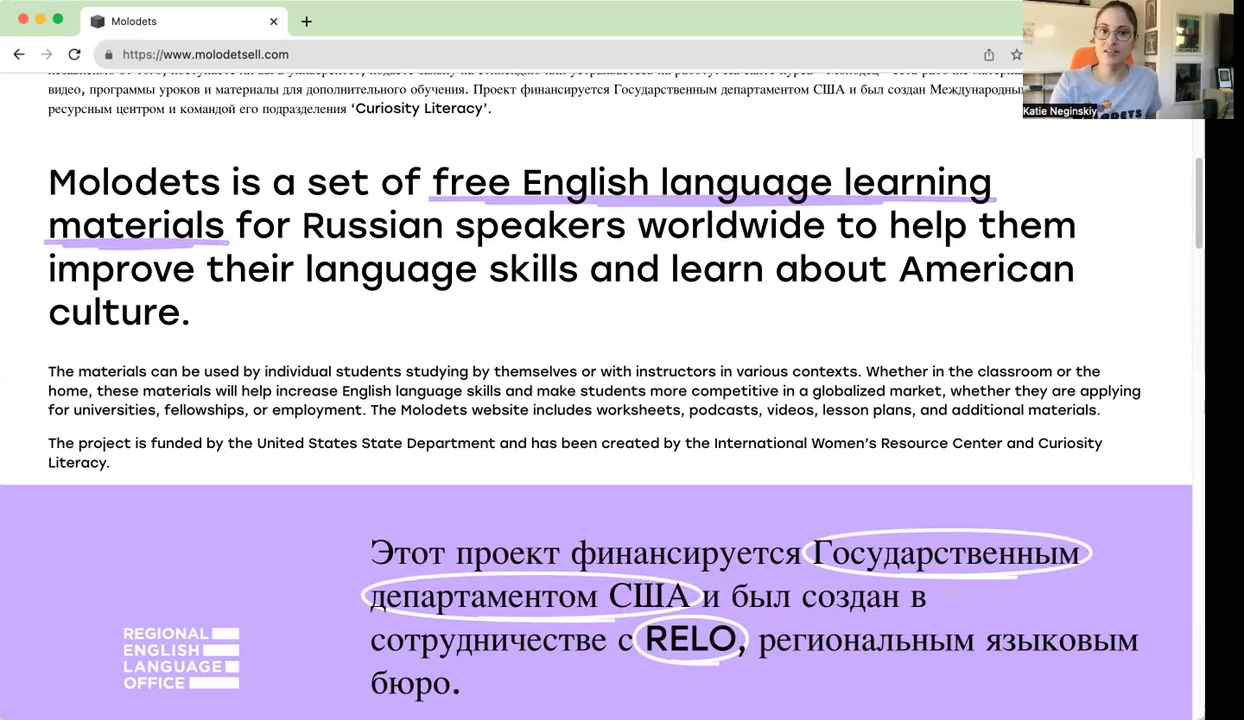 Molodets
https://www.molodetsell.com
Katie Neginskiy
видео, программы уроков и материалы для дополнительного обучения. Проект финансируется Государственным департаментом США и был создан Международным
ресурсным центром и командой его подразделения ‘Curiosity Literacy’.
Molodets is a set of free English language learning
materials for Russian speakers worldwide to help them
improve their language skills and learn about American
culture.
The materials can be used by individual students studying by themselves or with instructors in various contexts. Whether in the classroom or the
home, these materials will help increase English language skills and make students more competitive in a globalized market, whether they are applying
for universities, fellowships, or employment. The Molodets website includes worksheets, podcasts, videos, lesson plans, and additional materials.
The project is funded by the United States State Department and has been created by the International Women’s Resource Center and Curiosity
Literacy.
Этот проект финансируется Государственным
департаментом США и был создан в
сотрудничестве с RELO, региональным языковым
бюро.
REGIONAL
ENGLISH
LANGUAGE
OFFICE